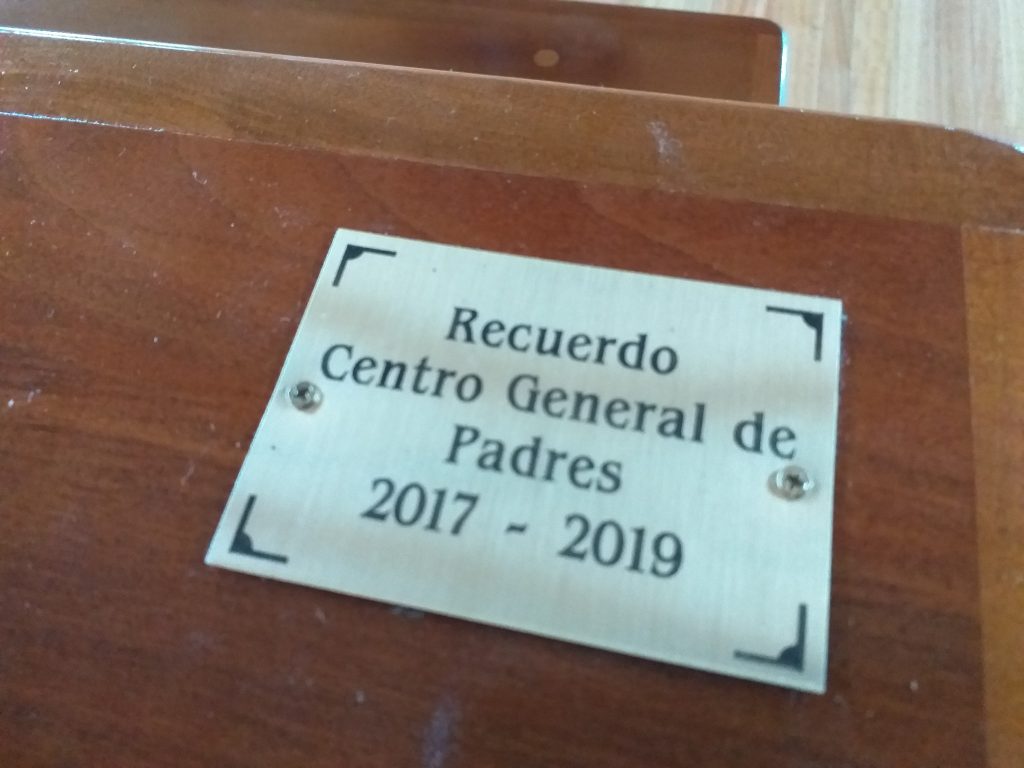 Recuerdo
Centro General de
Padres
2017 - 2019